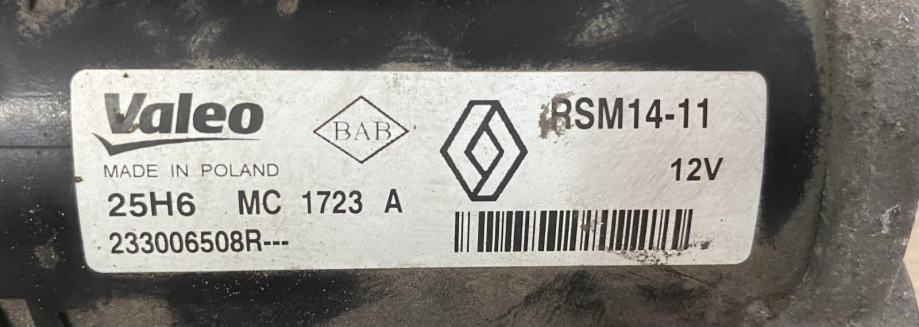 Valeo
BAB
RSM14-11
MADE IN POLAND
12V
25H6 MC 1723 A
233006508R---